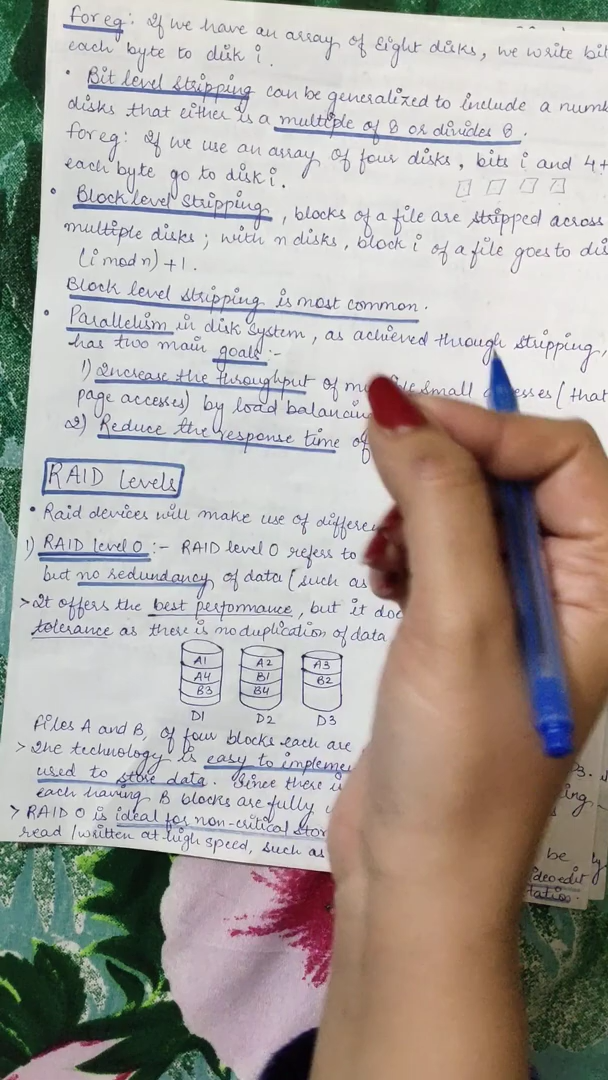 for eg: If we have an array of eight disks, we write bit
each byte to disk i.
• Bit level stripping can be generalized to include a num
disks that either is a multiple of 8 or divides 8.
for eg: If we use an array of four disks, bits i and 4+
each byte go to disk i.
• Block level stripping, blocks of a file are stripped across
multiple disks; with n disks, block i of a file goes to dis
(i mod n) + 1.
Block level stripping is most common.
• Parallelism in disk system, as achieved through stripping,
has two main goals :-
1) Increase the throughput of small accesses (that
page accesses) by load balancing
2) Reduce the response time of
RAID Levels
• Raid devices will make use of differe
1) RAID level 0 :- RAID level 0 refers to
but no redundancy of data (such as
> It offers the best performance, but it do
tolerance as there is no duplication of data
A1 A2 A3
A4 B1 B2
B3 B4
D1 D2 D3
files A and B, of four blocks each are
> The technology is easy to impleme
used to store data. Since there i
each having B blocks are fully
> RAID 0 is ideal for non-critical stor
read/written at high speed, such as
be
ideo edit
tation.